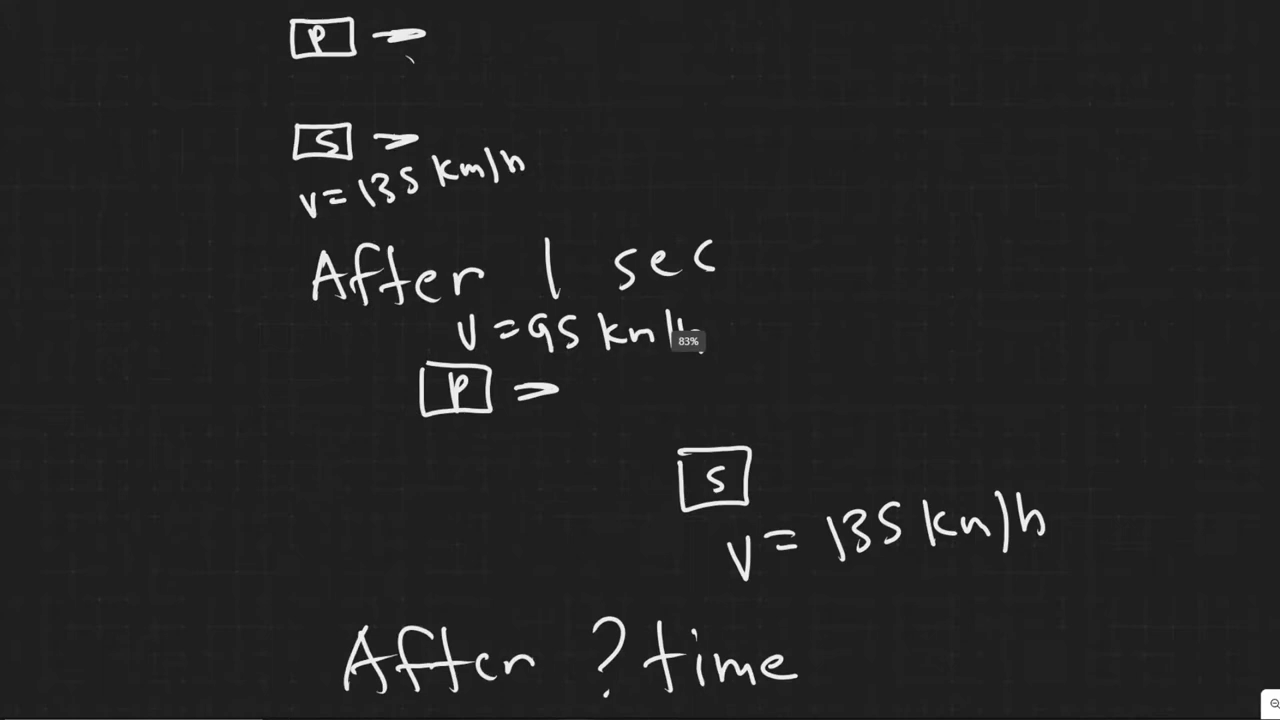 P
S
v = 135 km/h
After 1 sec
v = 95 km/h
83%
P
S
v = 135 km/h
After ? time